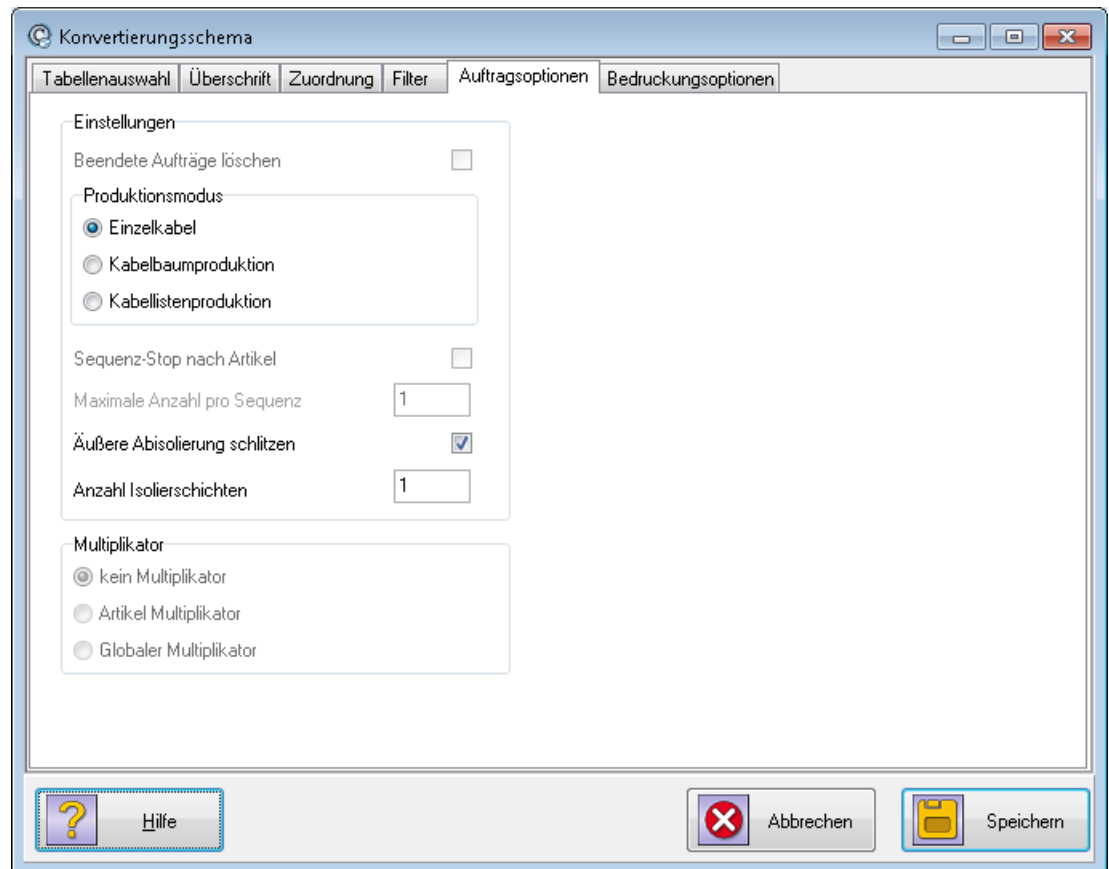 Konvertierungsschema
Tabellenauswahl Überschrift Zuordnung Filter Auftragsoptionen Bedruckungsoptionen
Einstellungen
Beendete Aufträge löschen
Produktionsmodus
Einzelkabel
Kabelbaumproduktion
Kabellistenproduktion
Sequenz-Stop nach Artikel
Maximale Anzahl pro Sequenz 1
Äußere Abisolierung schlitzen
Anzahl Isolierschichten 1
Multiplikator
kein Multiplikator
Artikel Multiplikator
Globaler Multiplikator
Hilfe Abbrechen Speichern